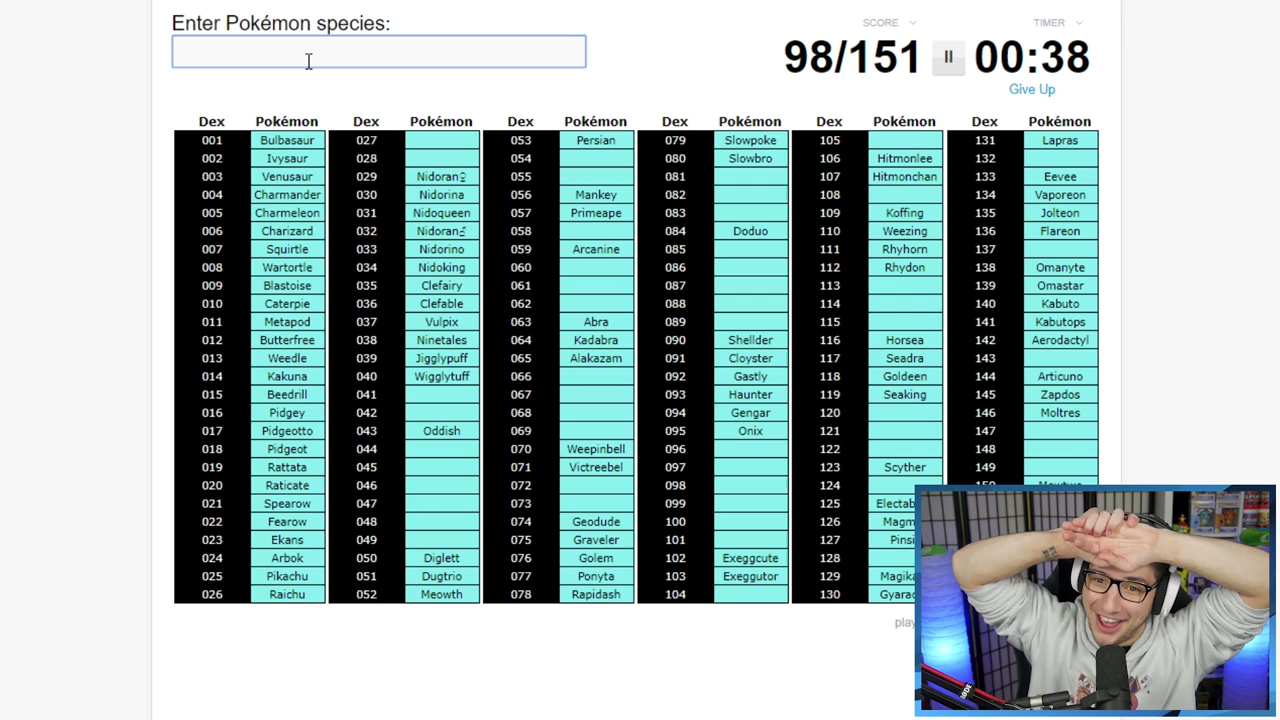 Enter Pokémon species:
SCORE TIMER
98/151 00:38
Give Up
Dex Pokémon Dex Pokémon Dex Pokémon Dex Pokémon Dex Pokémon Dex Pokémon
001 Bulbasaur 027 053 Persian 079 Slowpoke 105 131 Lapras
002 Ivysaur 028 054 080 Slowbro 106 Hitmonlee 132
003 Venusaur 029 Nidoran♀ 055 081 107 Hitmonchan 133 Eevee
004 Charmander 030 Nidorina 056 Mankey 082 108 134 Vaporeon
005 Charmeleon 031 Nidoqueen 057 Primeape 083 109 Koffing 135 Jolteon
006 Charizard 032 Nidoran♂ 058 084 Doduo 110 Weezing 136 Flareon
007 Squirtle 033 Nidorino 059 Arcanine 085 111 Rhyhorn 137
008 Wartortle 034 Nidoking 060 086 112 Rhydon 138 Omanyte
009 Blastoise 035 Clefairy 061 087 113 139 Omastar
010 Caterpie 036 Clefable 062 088 114 140 Kabuto
011 Metapod 037 Vulpix 063 Abra 089 115 141 Kabutops
012 Butterfree 038 Ninetales 064 Kadabra 090 Shellder 116 Horsea 142 Aerodactyl
013 Weedle 039 Jigglypuff 065 Alakazam 091 Cloyster 117 Seadra 143
014 Kakuna 040 Wigglytuff 066 092 Gastly 118 Goldeen 144 Articuno
015 Beedrill 041 067 093 Haunter 119 Seaking 145 Zapdos
016 Pidgey 042 068 094 Gengar 120 146 Moltres
017 Pidgeotto 043 Oddish 069 095 Onix 121 147
018 Pidgeot 044 070 Weepinbell 096 122 148
019 Rattata 045 071 Victreebel 097 123 Scyther 149
020 Raticate 046 072 098 124
021 Spearow 047 073 099 125 Electab
022 Fearow 048 074 Geodude 100 126 Magm
023 Ekans 049 075 Graveler 101 127 Pinsi
024 Arbok 050 Diglett 076 Golem 102 Exeggcute 128
025 Pikachu 051 Dugtrio 077 Ponyta 103 Exeggutor 129 Magika
026 Raichu 052 Meowth 078 Rapidash 104 130 Gyarad
play